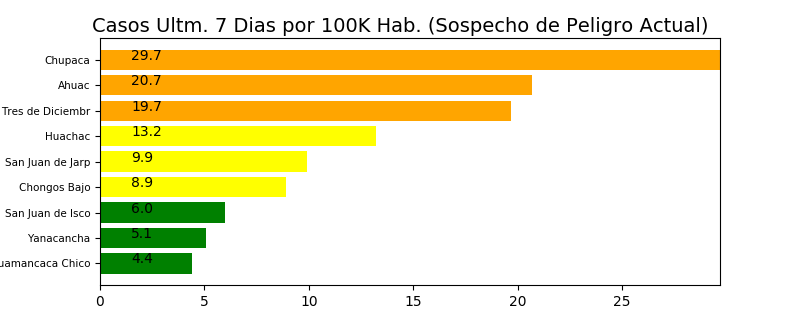 Casos Ultm. 7 Dias por 100K Hab. (Sospecho de Peligro Actual)
Chupaca 29.7
Ahuac 20.7
Tres de Diciembr 19.7
Huachac 13.2
San Juan de Jarp 9.9
Chongos Bajo 8.9
San Juan de Isco 6.0
Yanacancha 5.1
uamancaca Chico 4.4
0 5 10 15 20 25